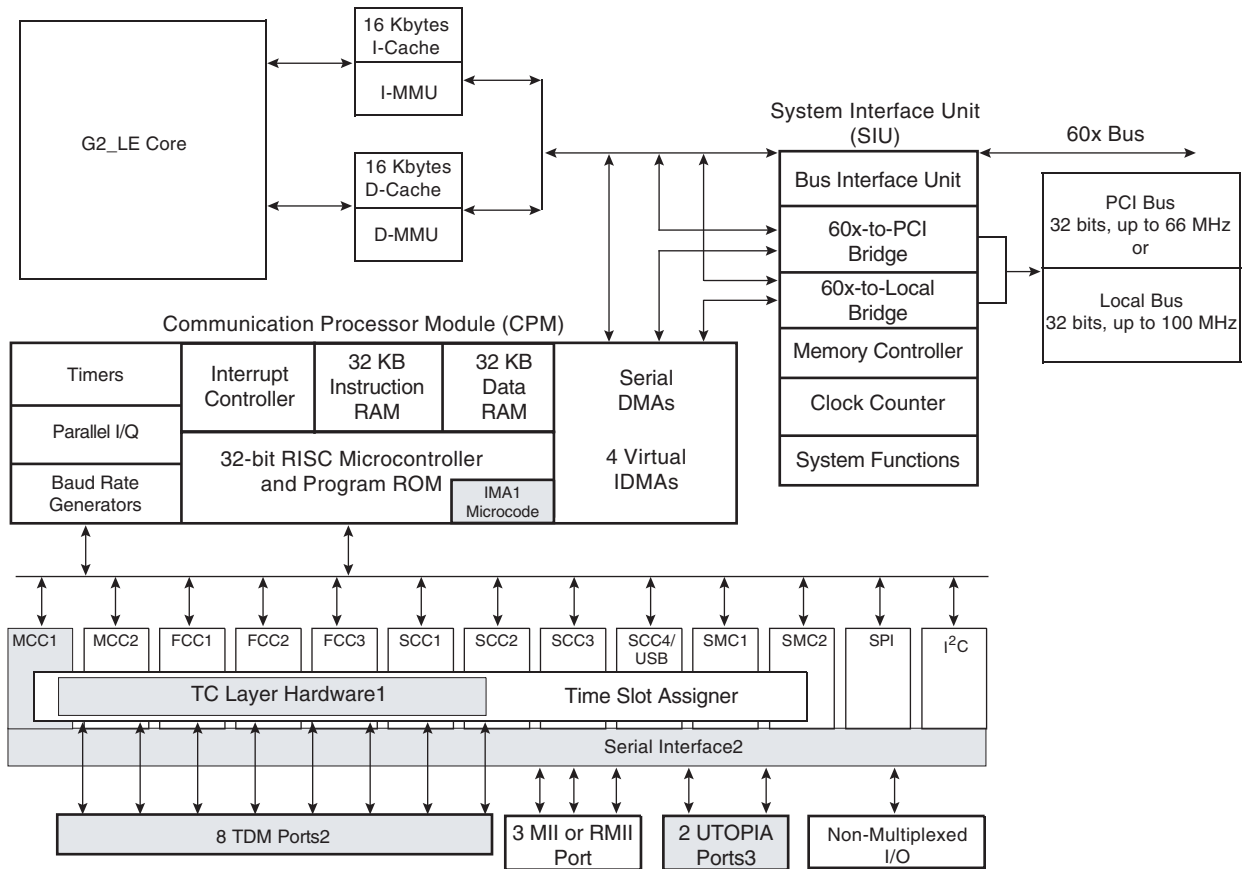 16 Kbytes
I-Cache
I-MMU
G2_LE Core
16 Kbytes
D-Cache
D-MMU
System Interface Unit
(SIU)
60x Bus
Bus Interface Unit
60x-to-PCI
Bridge
60x-to-Local
Bridge
Memory Controller
Clock Counter
System Functions
PCI Bus
32 bits, up to 66 MHz
or
Local Bus
32 bits, up to 100 MHz
Communication Processor Module (CPM)
Timers
Parallel I/Q
Baud Rate
Generators
Interrupt
Controller
32 KB
Instruction
RAM
32 KB
Data
RAM
32-bit RISC Microcontroller
and Program ROM
IMA1
Microcode
Serial
DMAs
4 Virtual
IDMAs
MCC1
MCC2
FCC1
FCC2
FCC3
SCC1
SCC2
SCC3
SCC4/
USB
SMC1
SMC2
SPI
I²C
TC Layer Hardware1
Time Slot Assigner
Serial Interface2
8 TDM Ports2
3 MII or RMII
Port
2 UTOPIA
Ports3
Non-Multiplexed
I/O